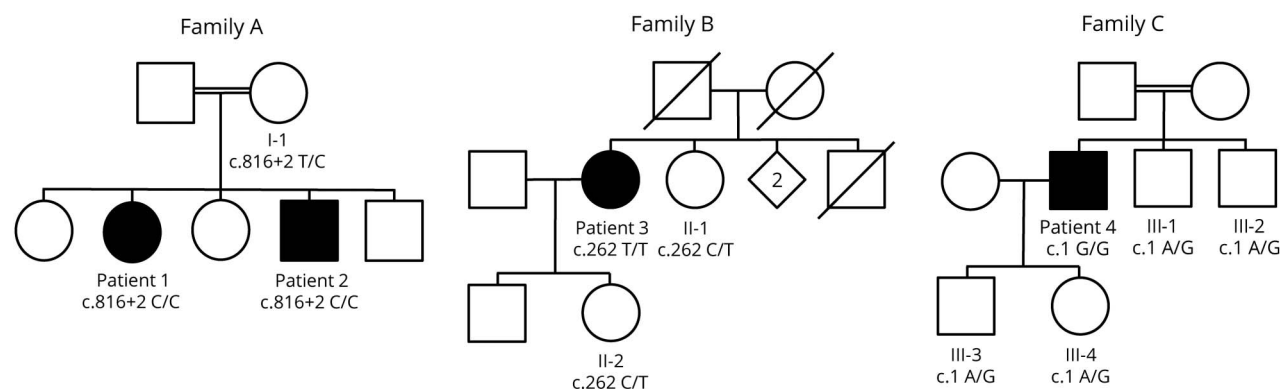 Family A
Family B
Family C
I-1
c.816+2 T/C
Patient 1
c.816+2 C/C
Patient 2
c.816+2 C/C
2
Patient 3
c.262 T/T
II-1
c.262 C/T
II-2
c.262 C/T
Patient 4
c.1 G/G
III-1
c.1 A/G
III-2
c.1 A/G
III-3
c.1 A/G
III-4
c.1 A/G